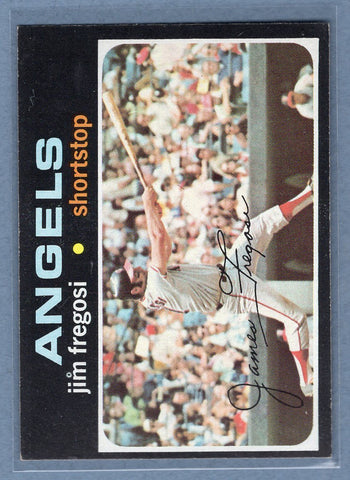 ANGELS
jim fregosi • shortstop
James Fregosi